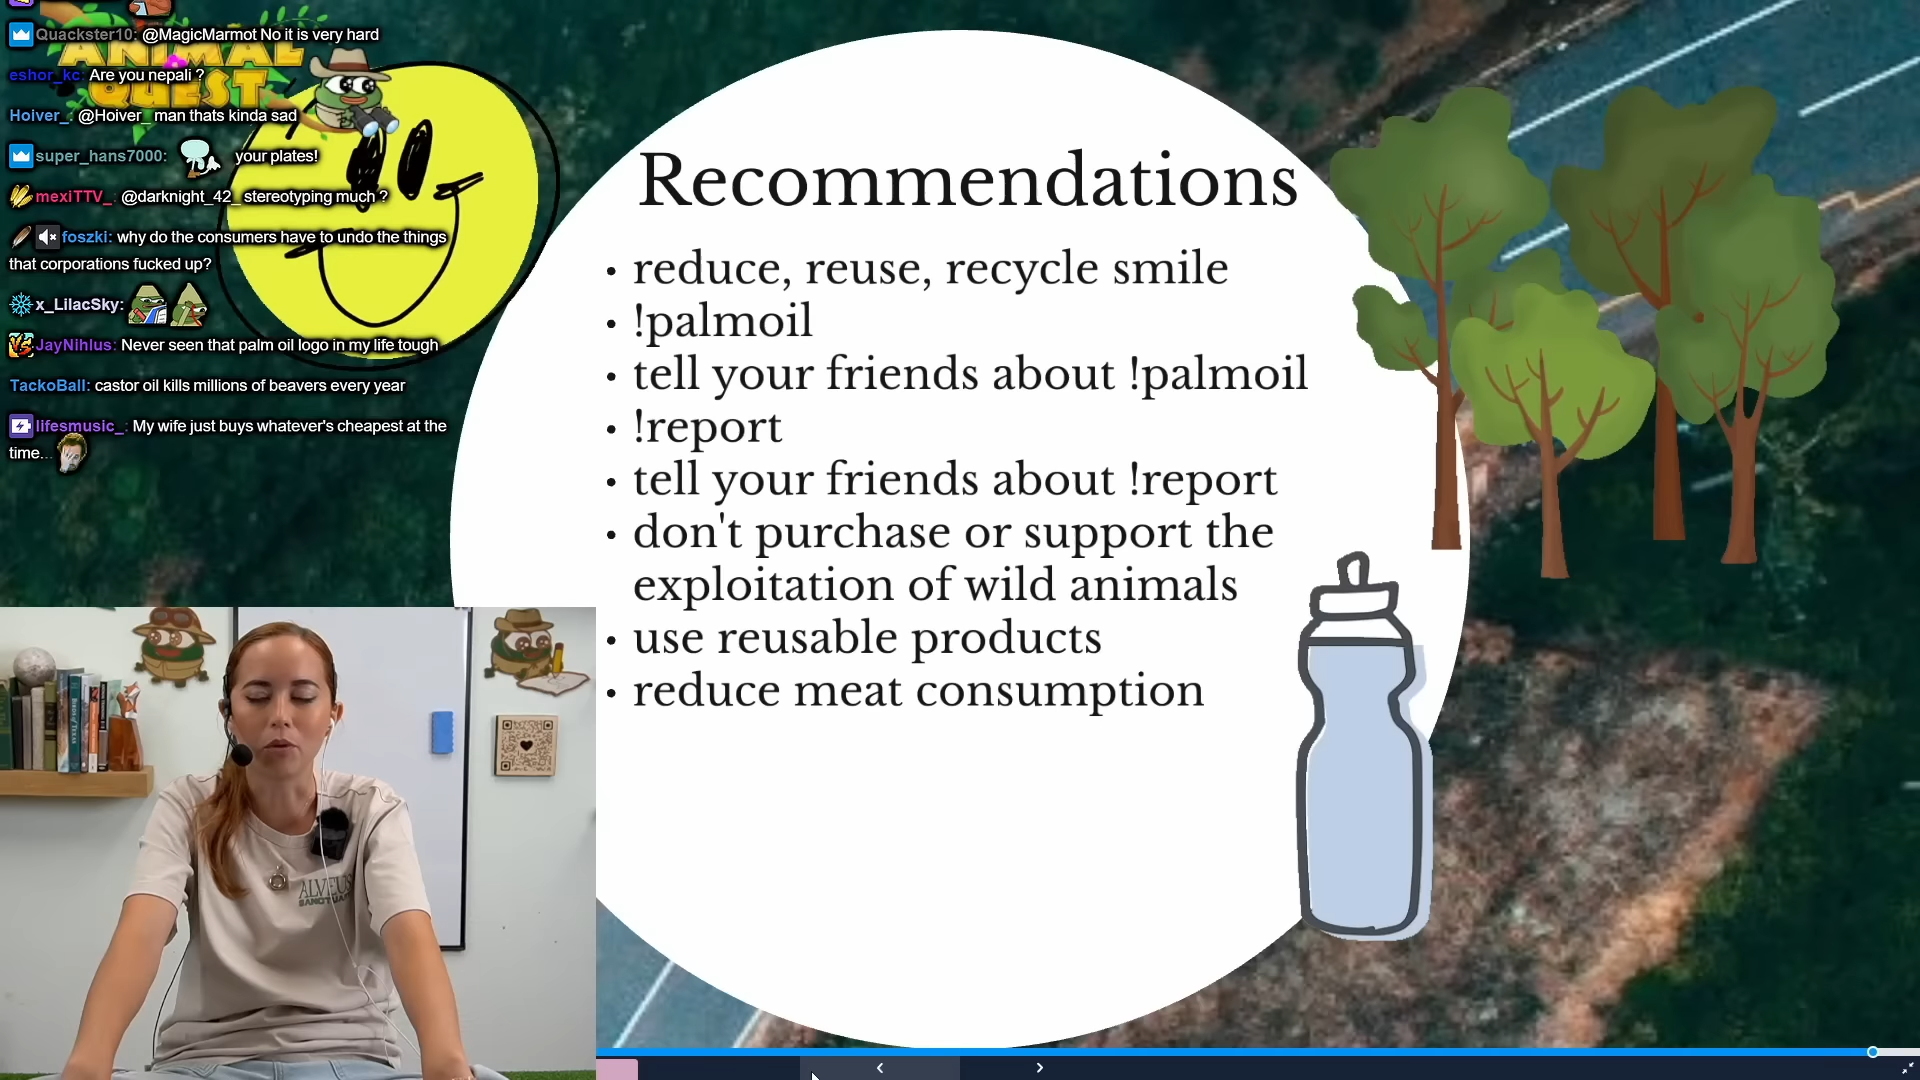 Quackster10: @MagicMarmot No it is very hard
ANIMAL
eshor_kc: Are you nepali ?
QUEST
Hoiver_: @Hoiver_ man thats kinda sad
super_hans7000: your plates!
mexiTTV_: @darknight_42_ stereotyping much ?
foszki: why do the consumers have to undo the things
that corporations fucked up?
x_LilacSky:
JayNihlus: Never seen that palm oil logo in my life tough
TackoBall: castor oil kills millions of beavers every year
lifesmusic_: My wife just buys whatever's cheapest at the
time...
Recommendations
• reduce, reuse, recycle smile
• !palmoil
• tell your friends about !palmoil
• !report
• tell your friends about !report
• don't purchase or support the
exploitation of wild animals
• use reusable products
• reduce meat consumption
ALVEUS
SANCTUARY